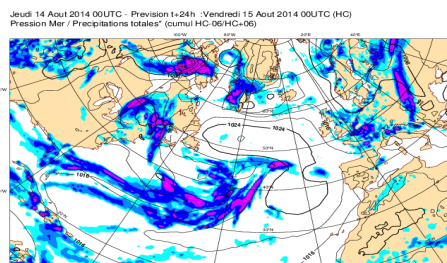 Jeudi 14 Aout 2014 00UTC - Prevision t+24h :Vendredi 15 Aout 2014 00UTC (HC)
Pression Mer / Precipitations totales* (cumul HC-06/HC+06)
1024
1024
1016
1016
1016